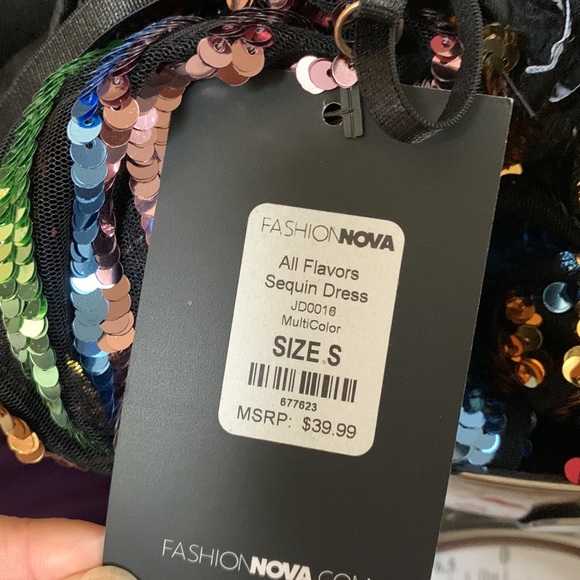 FASHIONNOVA
All Flavors
Sequin Dress
JD0016
MultiColor
SIZE.S
677623
MSRP: $39.99
FASHIONNOVA.COM